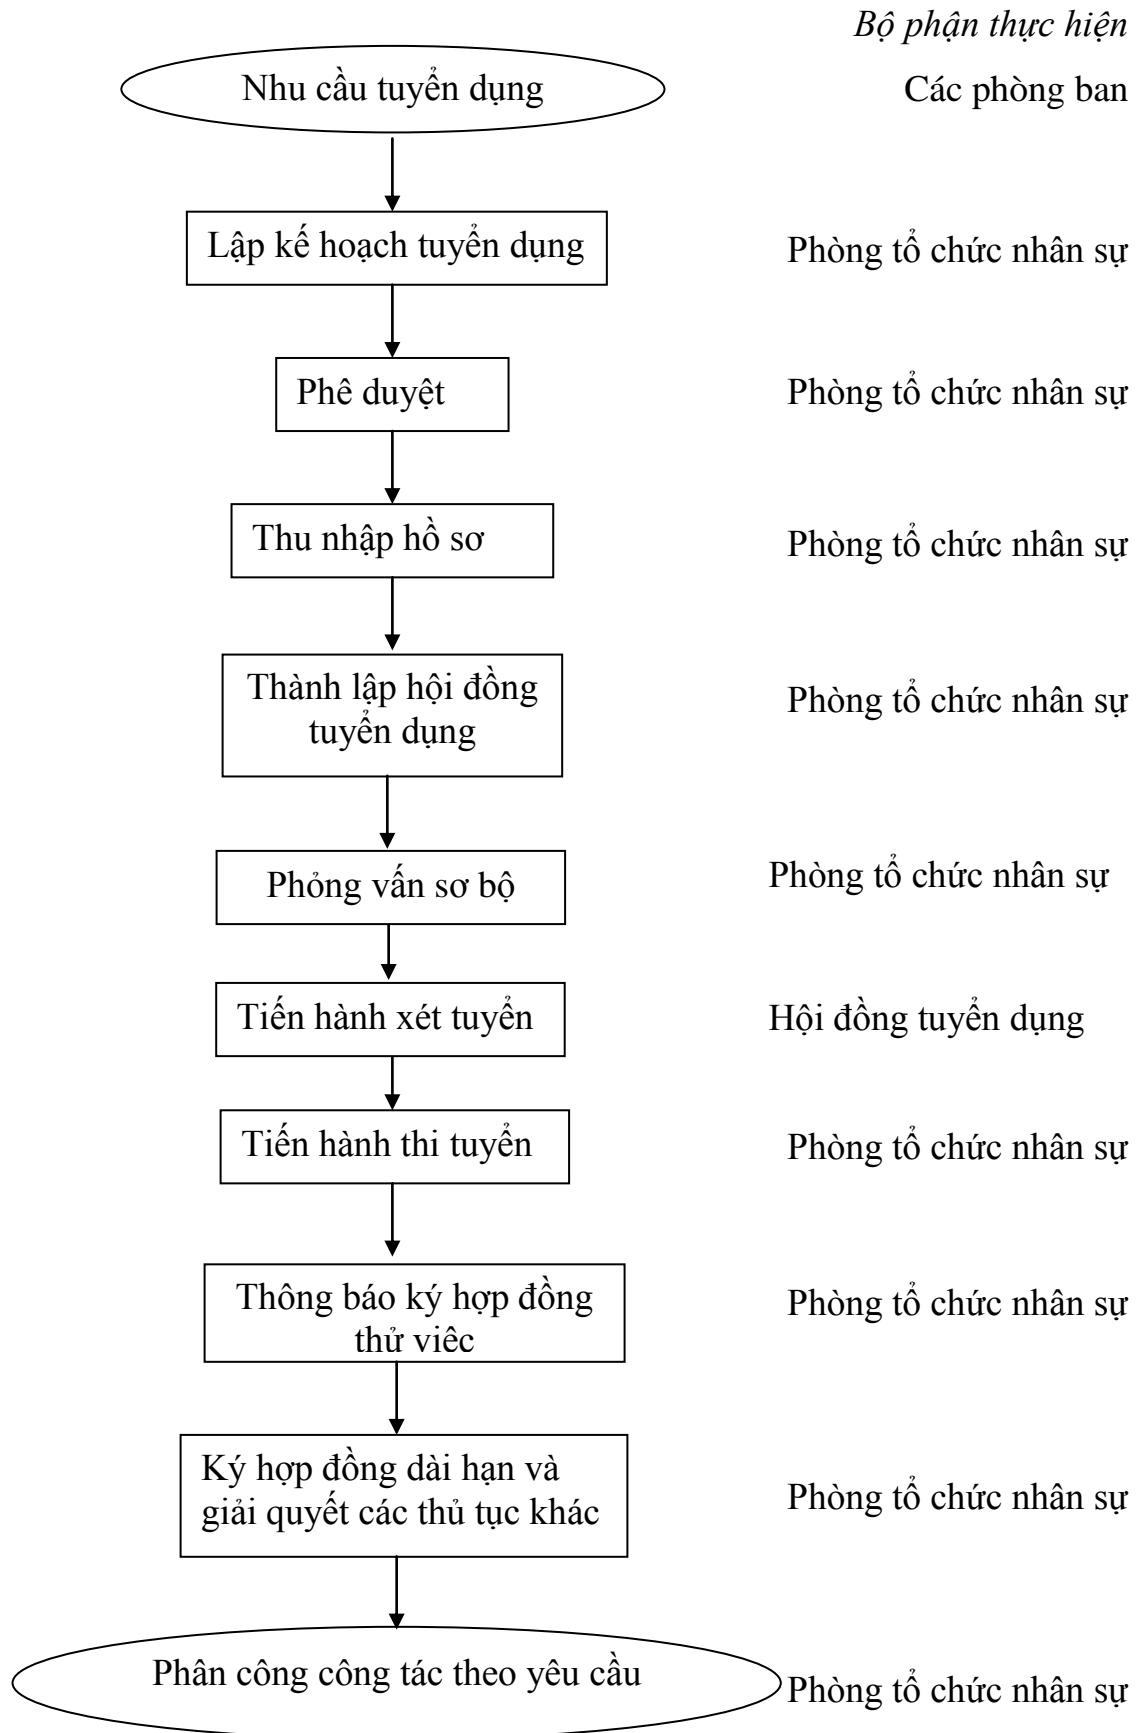 Bộ phận thực hiện
Nhu cầu tuyển dụng
Các phòng ban
Lập kế hoạch tuyển dụng
Phòng tổ chức nhân sự
Phê duyệt
Phòng tổ chức nhân sự
Thu nhập hồ sơ
Phòng tổ chức nhân sự
Thành lập hội đồng
tuyển dụng
Phòng tổ chức nhân sự
Phỏng vấn sơ bộ
Phòng tổ chức nhân sự
Tiến hành xét tuyển
Hội đồng tuyển dụng
Tiến hành thi tuyển
Phòng tổ chức nhân sự
Thông báo ký hợp đồng
thử viêc
Phòng tổ chức nhân sự
Ký hợp đồng dài hạn và
giải quyết các thủ tục khác
Phòng tổ chức nhân sự
Phân công công tác theo yêu cầu
Phòng tổ chức nhân sự